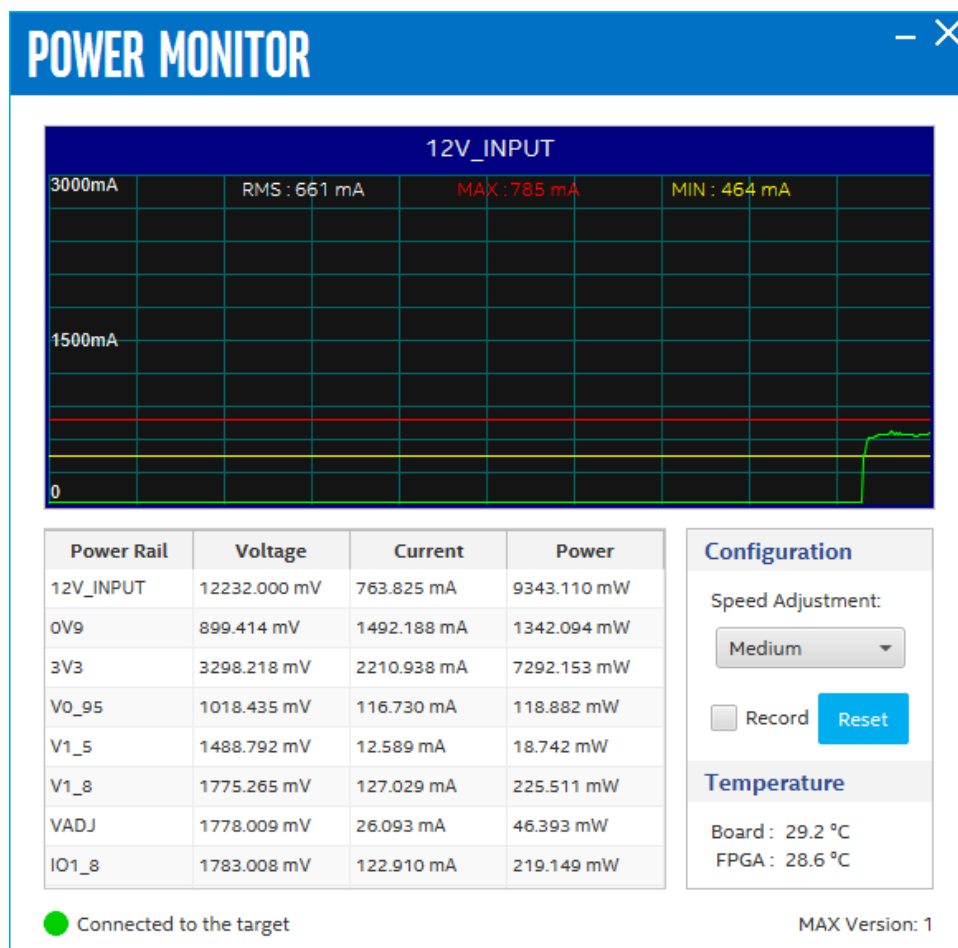 POWER MONITOR
12V_INPUT
3000mA RMS : 661 mA MAX : 785 mA MIN : 464 mA
1500mA
0
Power Rail Voltage Current Power
12V_INPUT 12232.000 mV 763.825 mA 9343.110 mW
0V9 899.414 mV 1492.188 mA 1342.094 mW
3V3 3298.218 mV 2210.938 mA 7292.153 mW
V0_95 1018.435 mV 116.730 mA 118.882 mW
V1_5 1488.792 mV 12.589 mA 18.742 mW
V1_8 1775.265 mV 127.029 mA 225.511 mW
VADJ 1778.009 mV 26.093 mA 46.393 mW
IO1_8 1783.008 mV 122.910 mA 219.149 mW
Configuration
Speed Adjustment:
Medium
Record Reset
Temperature
Board : 29.2 ºC
FPGA : 28.6 ºC
Connected to the target MAX Version: 1